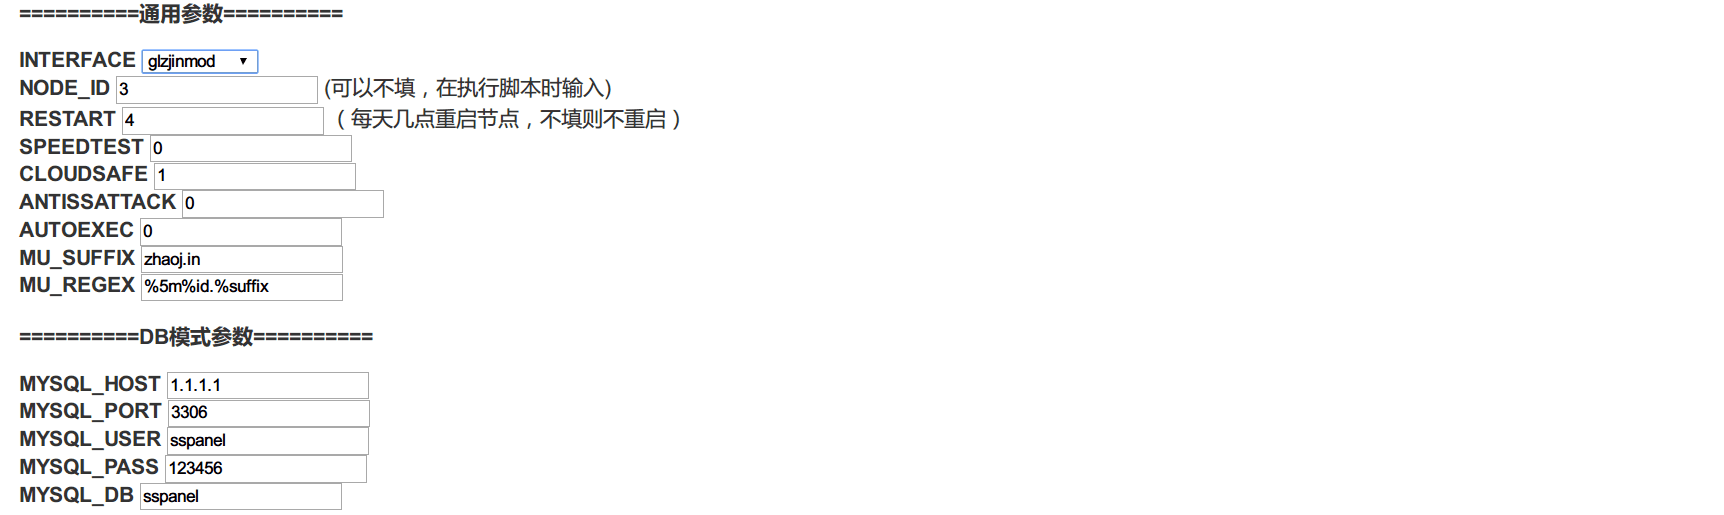 ==========通用参数==========
INTERFACE glzjinmod
NODE_ID 3 (可以不填，在执行脚本时输入)
RESTART 4 （每天几点重启节点，不填则不重启）
SPEEDTEST 0
CLOUDSAFE 1
ANTISSATTACK 0
AUTOEXEC 0
MU_SUFFIX zhaoj.in
MU_REGEX %5m%id.%suffix
==========DB模式参数==========
MYSQL_HOST 1.1.1.1
MYSQL_PORT 3306
MYSQL_USER sspanel
MYSQL_PASS 123456
MYSQL_DB sspanel